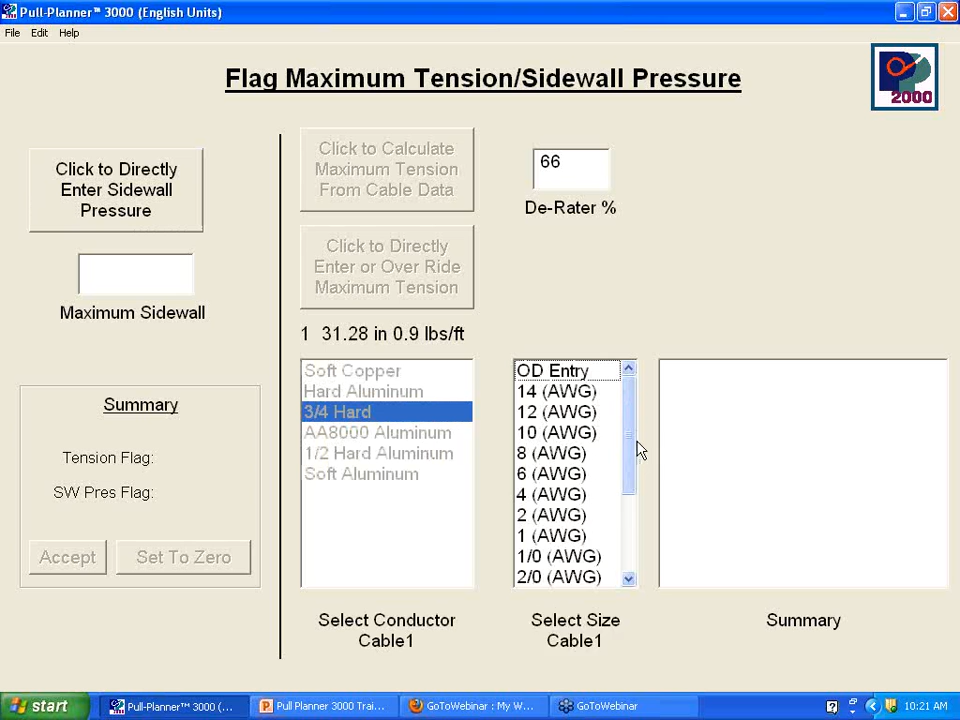 Pull-Planner™ 3000 (English Units)
File Edit Help
Flag Maximum Tension/Sidewall Pressure
2000
Click to Directly
Enter Sidewall
Pressure
Maximum Sidewall
Click to Calculate
Maximum Tension
From Cable Data
66
De-Rater %
Click to Directly
Enter or Over Ride
Maximum Tension
1 31.28 in 0.9 lbs/ft
Summary
Tension Flag:
SW Pres Flag:
Accept Set To Zero
Soft Copper
Hard Aluminum
3/4 Hard
AA8000 Aluminum
1/2 Hard Aluminum
Soft Aluminum
Select Conductor
Cable1
OD Entry
14 (AWG)
12 (AWG)
10 (AWG)
8 (AWG)
6 (AWG)
4 (AWG)
2 (AWG)
1 (AWG)
1/0 (AWG)
2/0 (AWG)
Select Size
Cable1
Summary
start Pull-Planner™ 3000 (... Pull Planner 3000 Trai... GoToWebinar : My W... GoToWebinar 10:21 AM